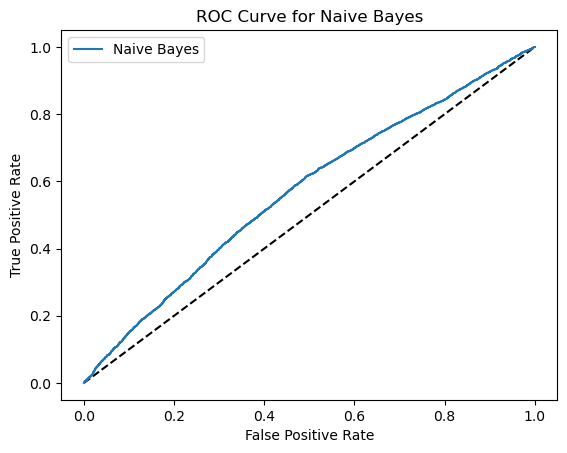 ROC Curve for Naive Bayes
Naive Bayes
True Positive Rate
1.0
0.8
0.6
0.4
0.2
0.0
0.0 0.2 0.4 0.6 0.8 1.0
False Positive Rate